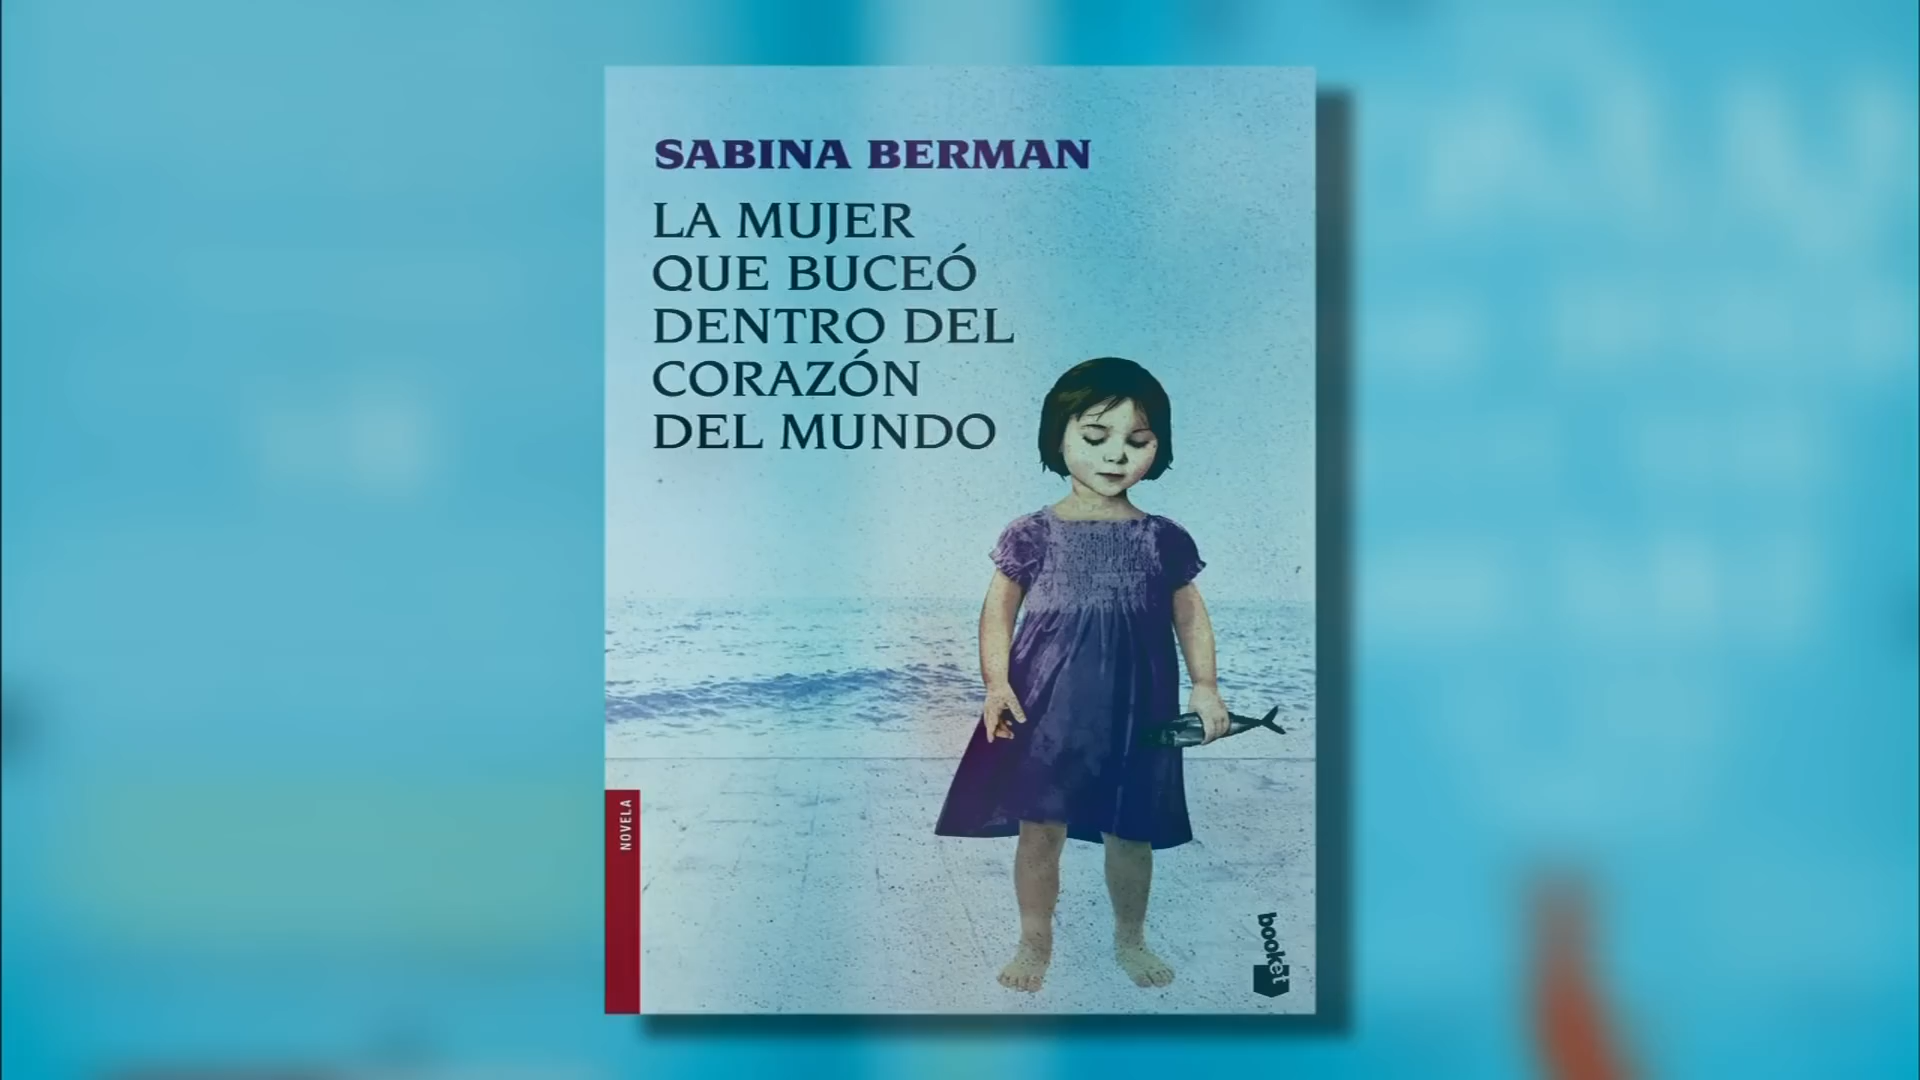 SABINA BERMAN
LA MUJER
QUE BUCEÓ
DENTRO DEL
CORAZÓN
DEL MUNDO
NOVELA
booket